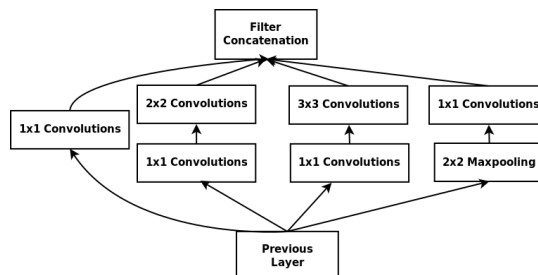 Filter
Concatenation
2x2 Convolutions
3x3 Convolutions
1x1 Convolutions
1x1 Convolutions
1x1 Convolutions
1x1 Convolutions
2x2 Maxpooling
Previous
Layer